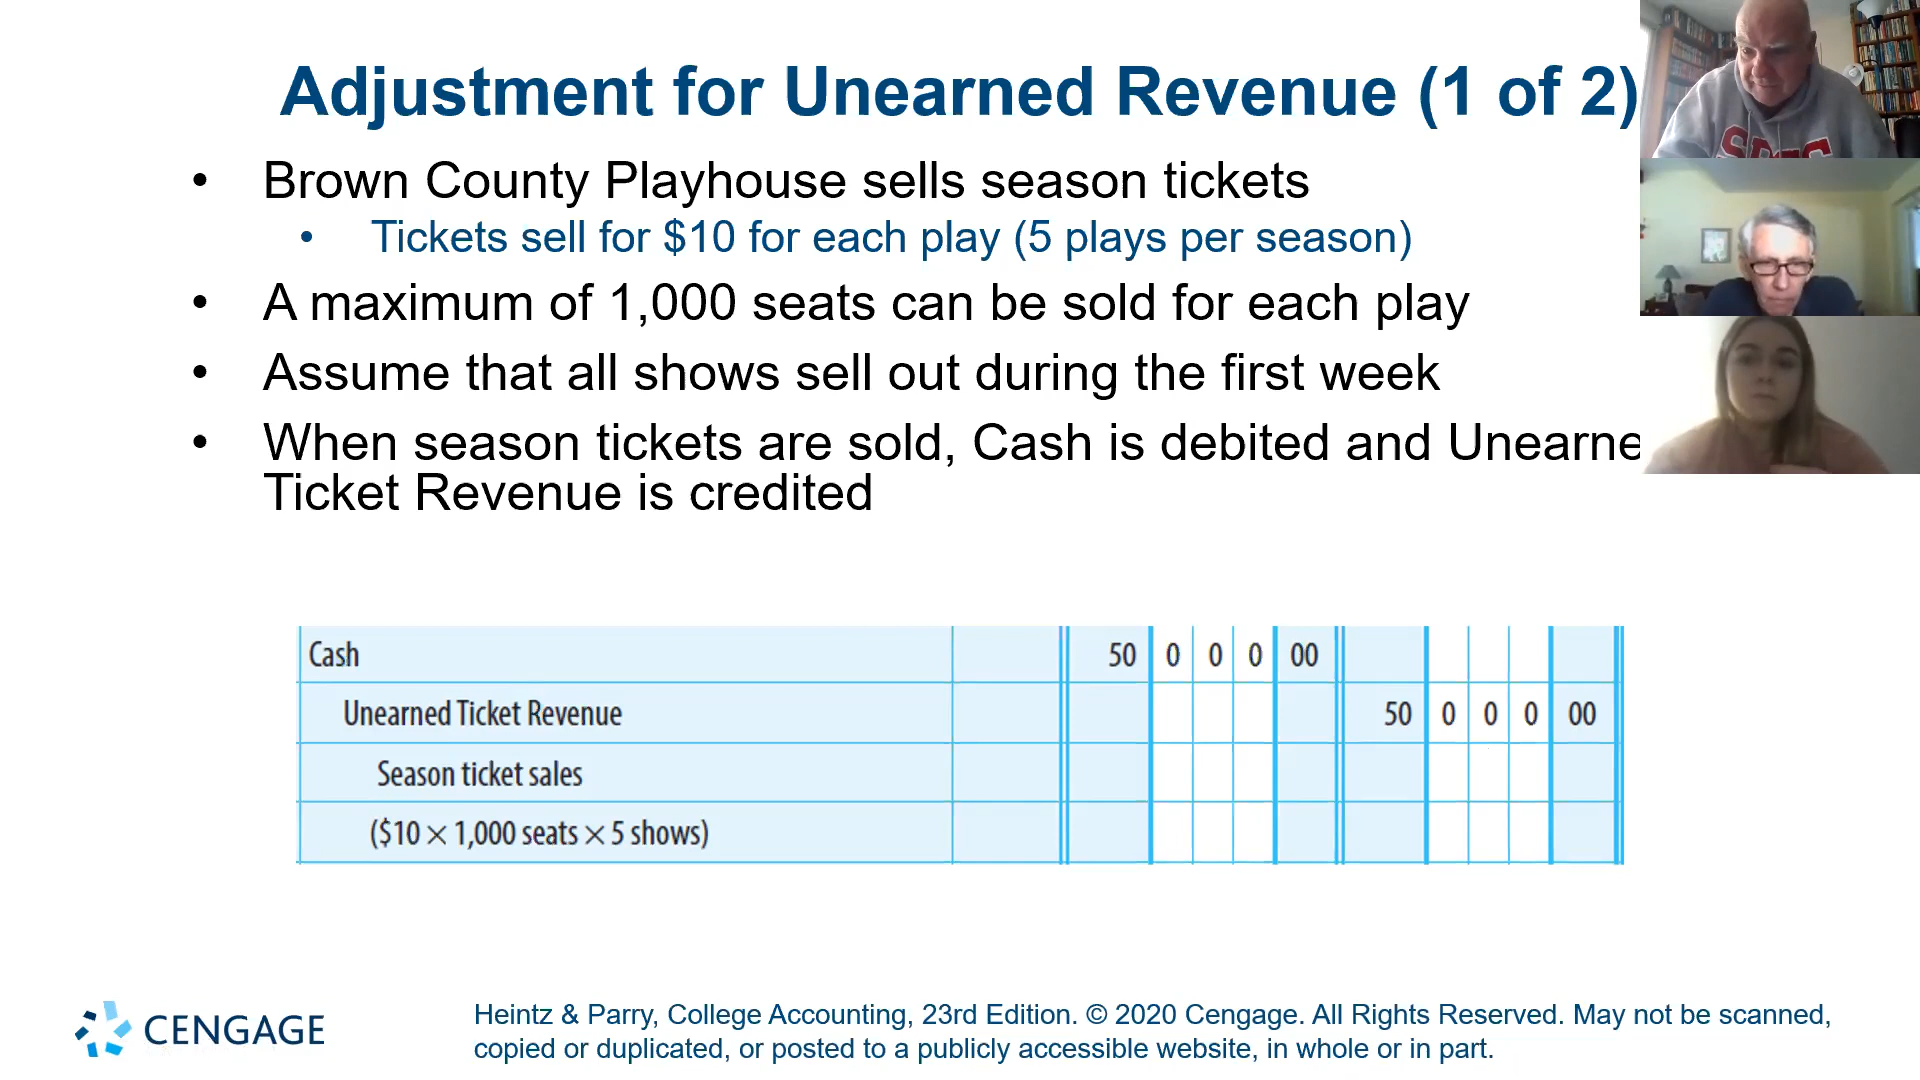 Adjustment for Unearned Revenue (1 of 2)
• Brown County Playhouse sells season tickets
• Tickets sell for $10 for each play (5 plays per season)
• A maximum of 1,000 seats can be sold for each play
• Assume that all shows sell out during the first week
• When season tickets are sold, Cash is debited and Unearne
Ticket Revenue is credited
Cash 50 0 0 0 00
Unearned Ticket Revenue 50 0 0 0 00
Season ticket sales
($10 × 1,000 seats × 5 shows)
CENGAGE
Heintz & Parry, College Accounting, 23rd Edition. © 2020 Cengage. All Rights Reserved. May not be scanned,
copied or duplicated, or posted to a publicly accessible website, in whole or in part.